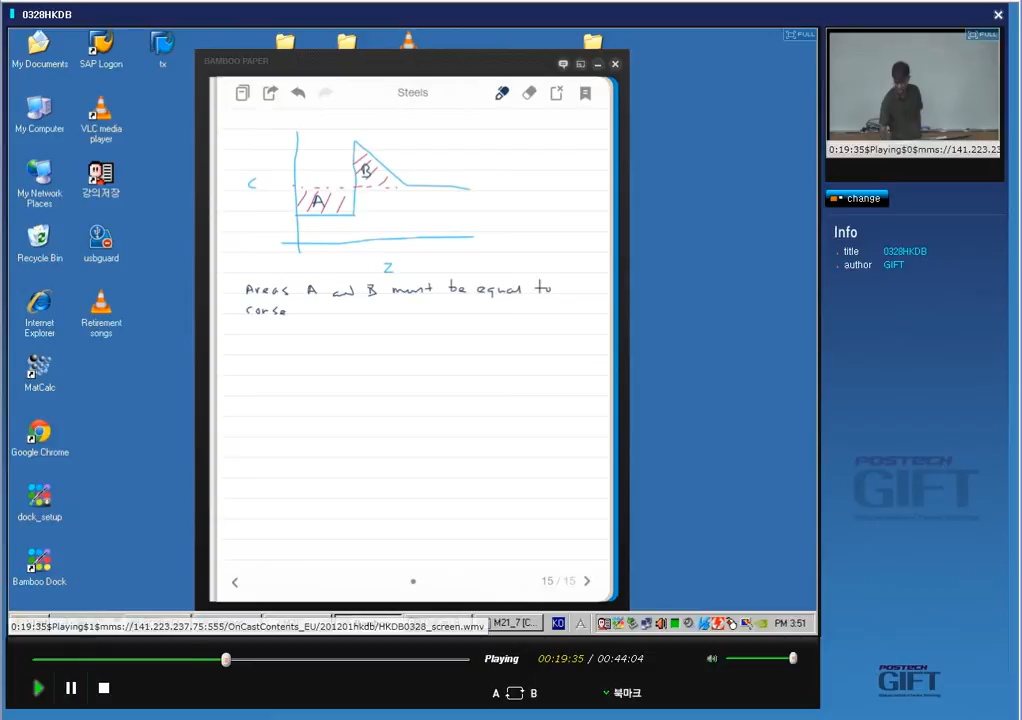 0328HKDB
FULL
My Documents
SAP Logon
tx
My Computer
VLC media player
My Network Places
강의저장
Recycle Bin
usbguard
Internet Explorer
Retirement songs
MatCalc
Google Chrome
dock_setup
Bamboo Dock
BAMBOO PAPER
Steels
C
A
B
Z
Areas A and B must be equal to
conse
15 / 15
0:19:35$Playing$1$mms://141.223.237.75:555/OnCastContents_EU/201201hkdb/HKDB0328_screen.wmv
M21_7 [C...
KO
A
PM 3:51
FULL
0:19:35$Playing$0$mms://141.223.23
change
Info
title 0328HKDB
author GIFT
POSTECH
GIFT
Playing 00:19:35 / 00:44:04
A B
북마크
POSTECH
GIFT